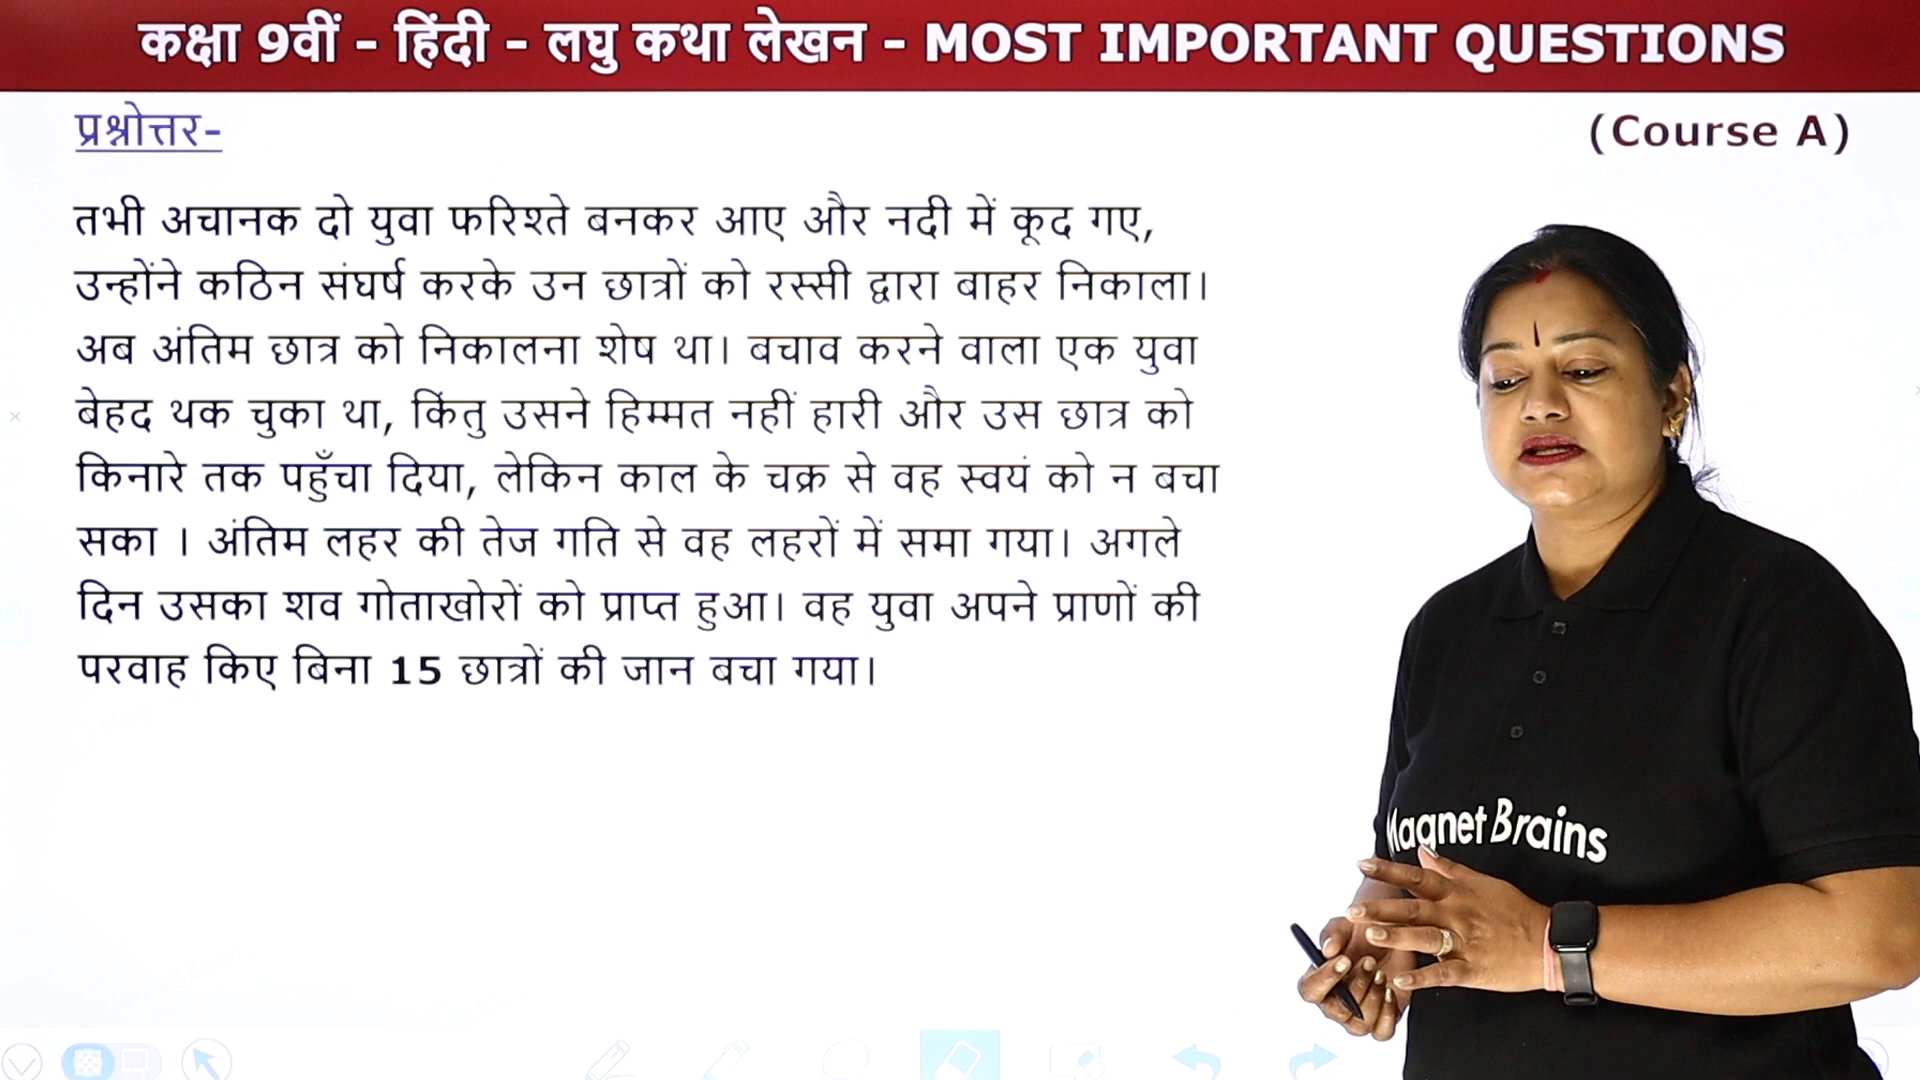 कक्षा 9वीं - हिंदी - लघु कथा लेखन - MOST IMPORTANT QUESTIONS
प्रश्नोत्तर-
(Course A)
तभी अचानक दो युवा फरिश्ते बनकर आए और नदी में कूद गए,
उन्होंने कठिन संघर्ष करके उन छात्रों को रस्सी द्वारा बाहर निकाला।
अब अंतिम छात्र को निकालना शेष था। बचाव करने वाला एक युवा
बेहद थक चुका था, किंतु उसने हिम्मत नहीं हारी और उस छात्र को
किनारे तक पहुँचा दिया, लेकिन काल के चक्र से वह स्वयं को न बचा
सका । अंतिम लहर की तेज गति से वह लहरों में समा गया। अगले
दिन उसका शव गोताखोरों को प्राप्त हुआ। वह युवा अपने प्राणों की
परवाह किए बिना 15 छात्रों की जान बचा गया।
Magnet Brains